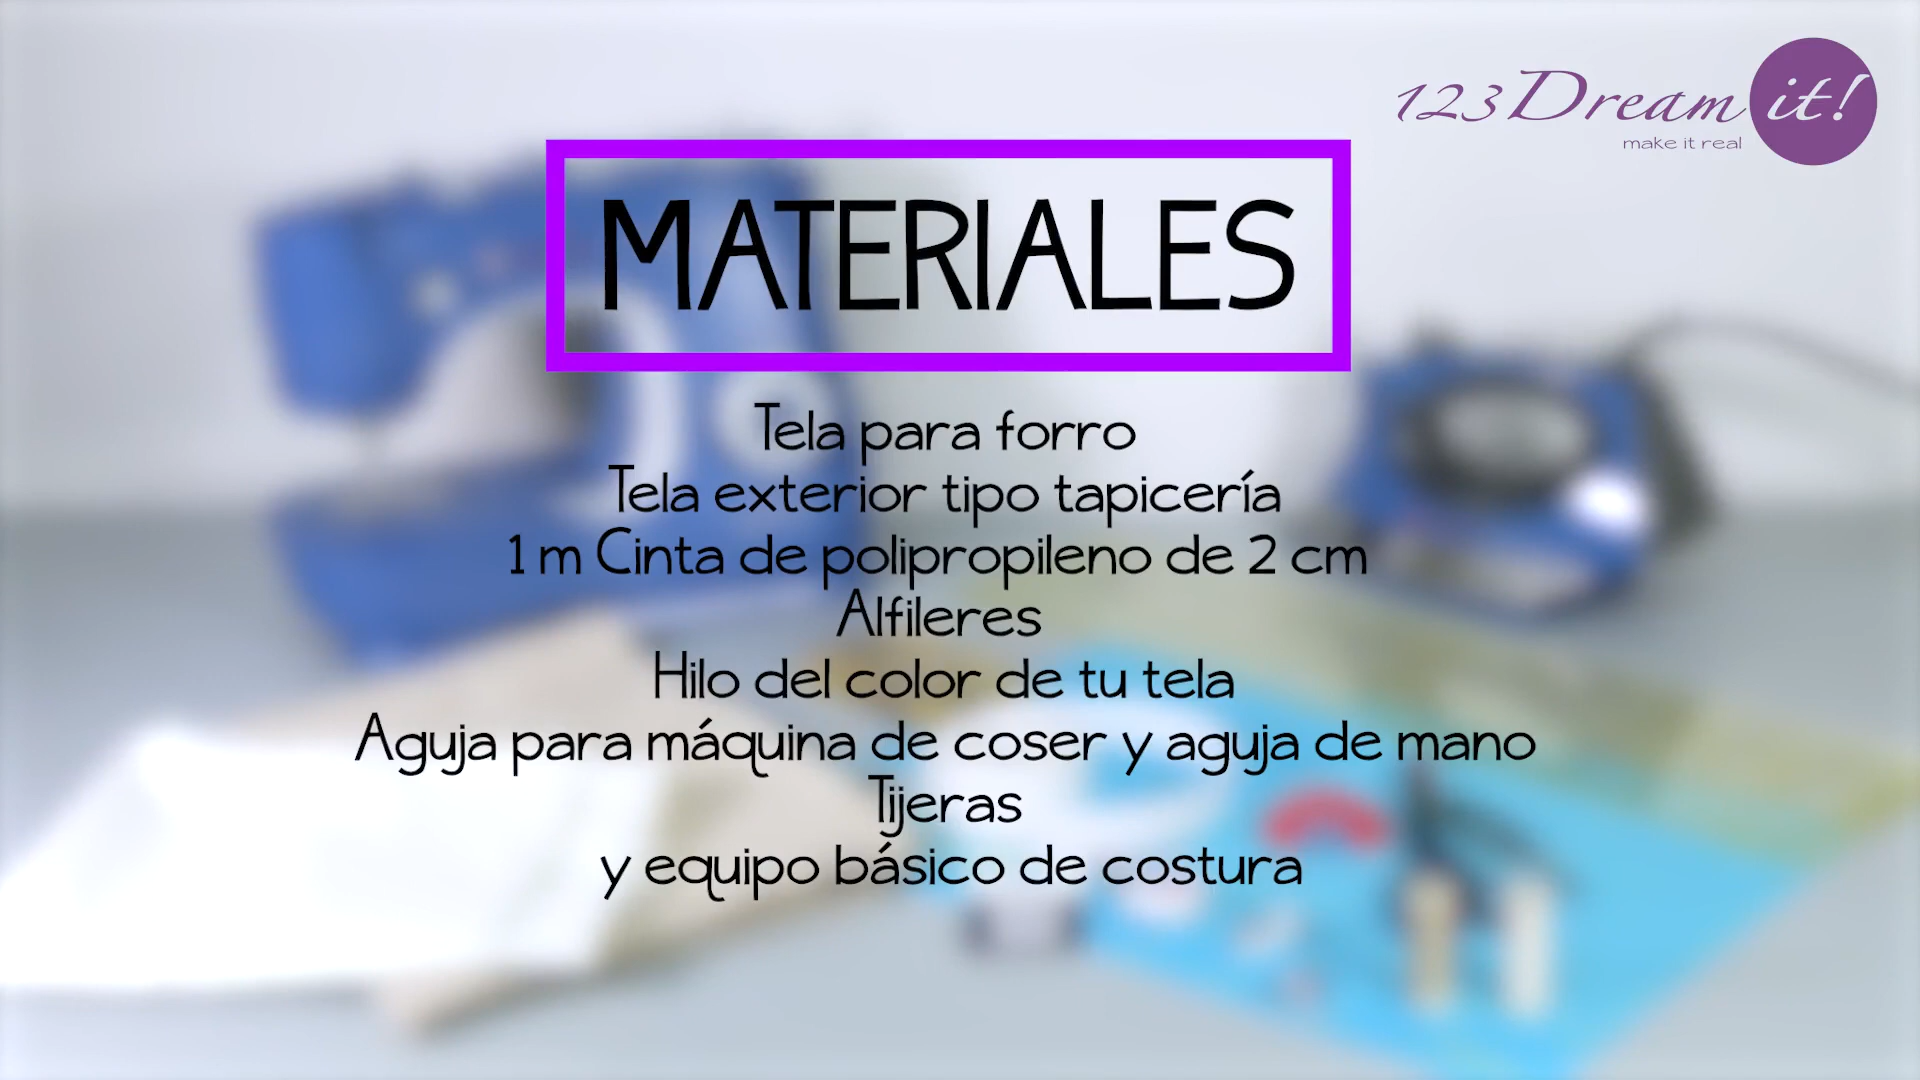 123Dream it!
make it real
MATERIALES
Tela para forro
Tela exterior tipo tapicería
1 m Cinta de polipropileno de 2 cm
Alfileres
Hilo del color de tu tela
Aguja para máquina de coser y aguja de mano
Tijeras
y equipo básico de costura